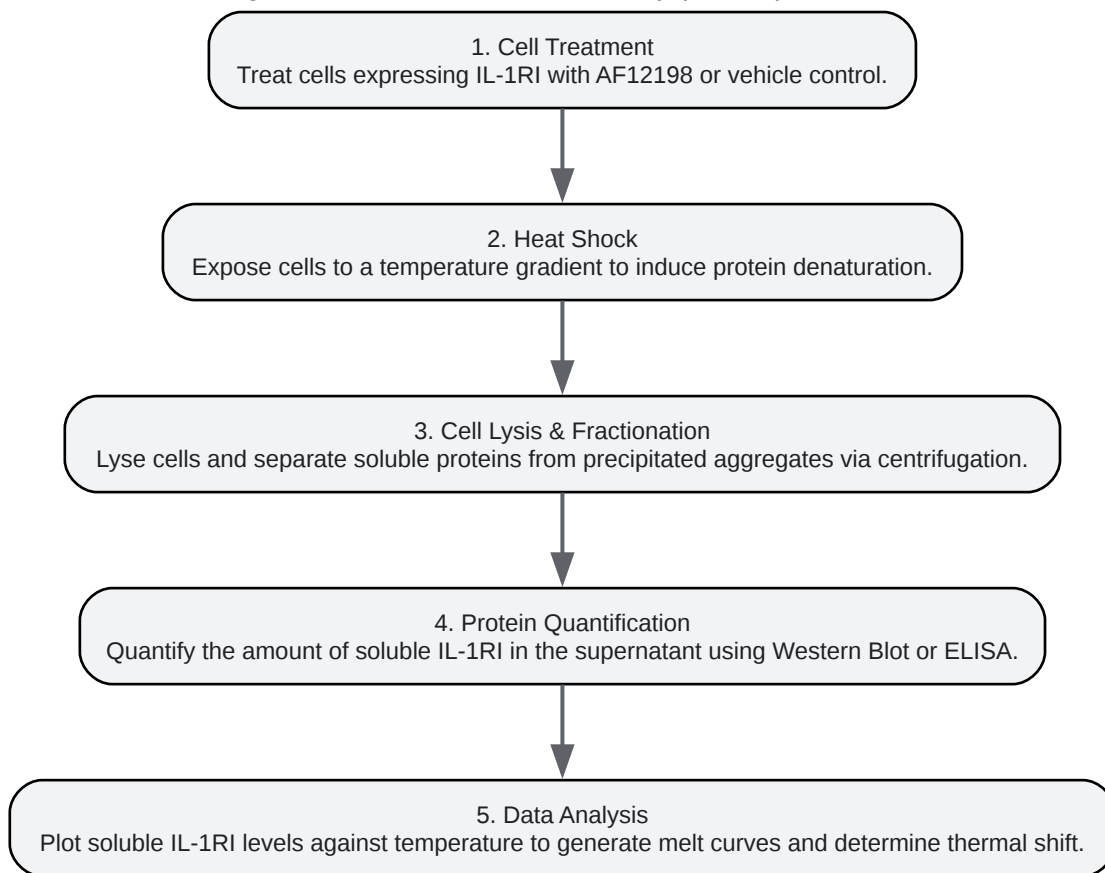 1. Cell Treatment
Treat cells expressing IL-1RI with AF12198 or vehicle control.
2. Heat Shock
Expose cells to a temperature gradient to induce protein denaturation.
3. Cell Lysis & Fractionation
Lyse cells and separate soluble proteins from precipitated aggregates via centrifugation.
4. Protein Quantification
Quantify the amount of soluble IL-1RI in the supernatant using Western Blot or ELISA.
5. Data Analysis
Plot soluble IL-1RI levels against temperature to generate melt curves and determine thermal shift.